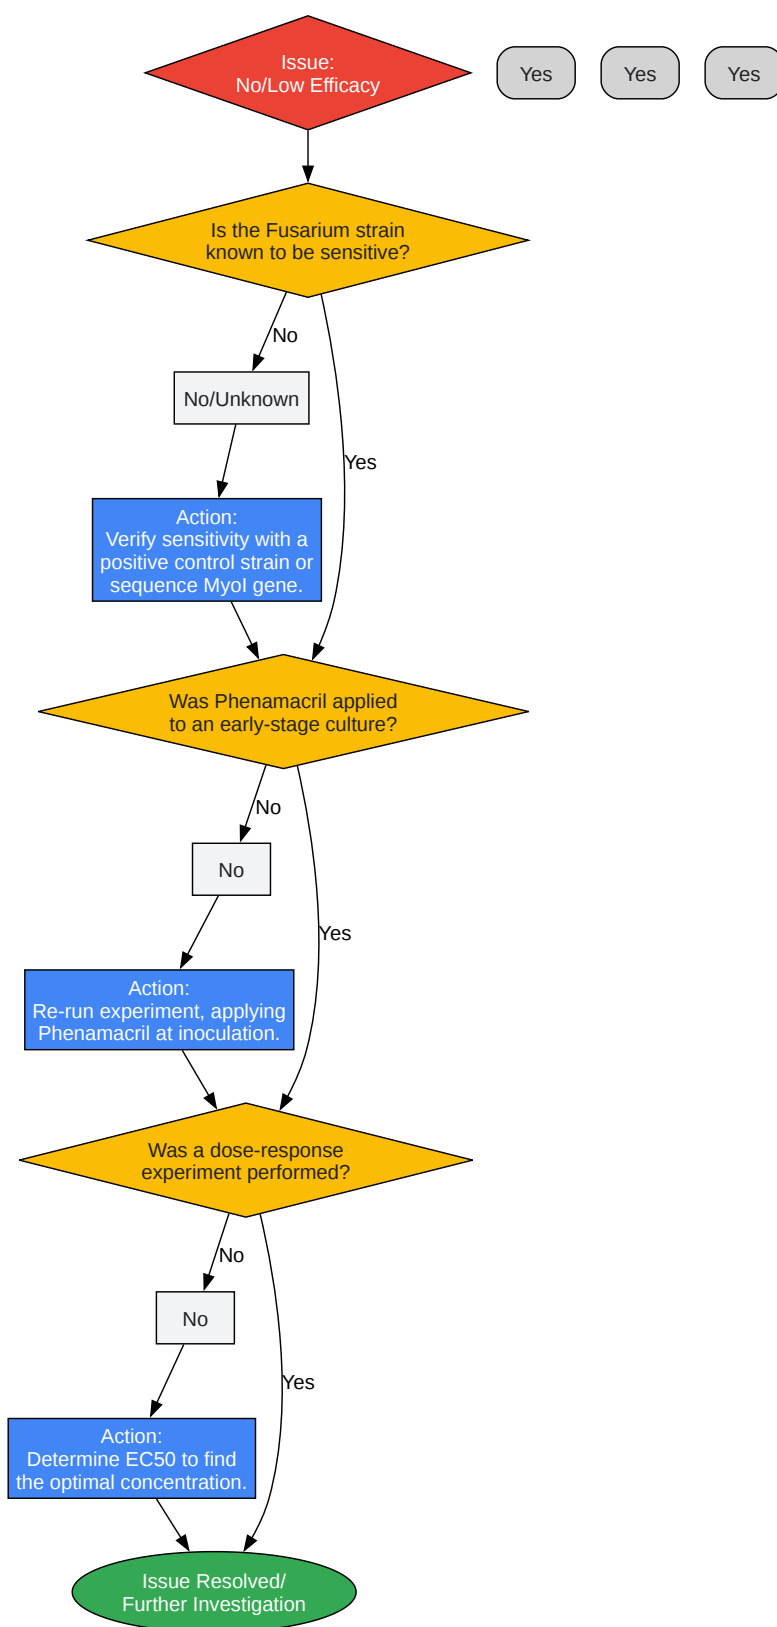 Issue:
No/Low Efficacy
Yes
Yes
Yes
Is the Fusarium strain
known to be sensitive?
No
No/Unknown
Yes
Action:
Verify sensitivity with a
positive control strain or
sequence MyoI gene.
Was Phenamacril applied
to an early-stage culture?
No
No
Yes
Action:
Re-run experiment, applying
Phenamacril at inoculation.
Was a dose-response
experiment performed?
No
No
Yes
Action:
Determine EC50 to find
the optimal concentration.
Issue Resolved/
Further Investigation